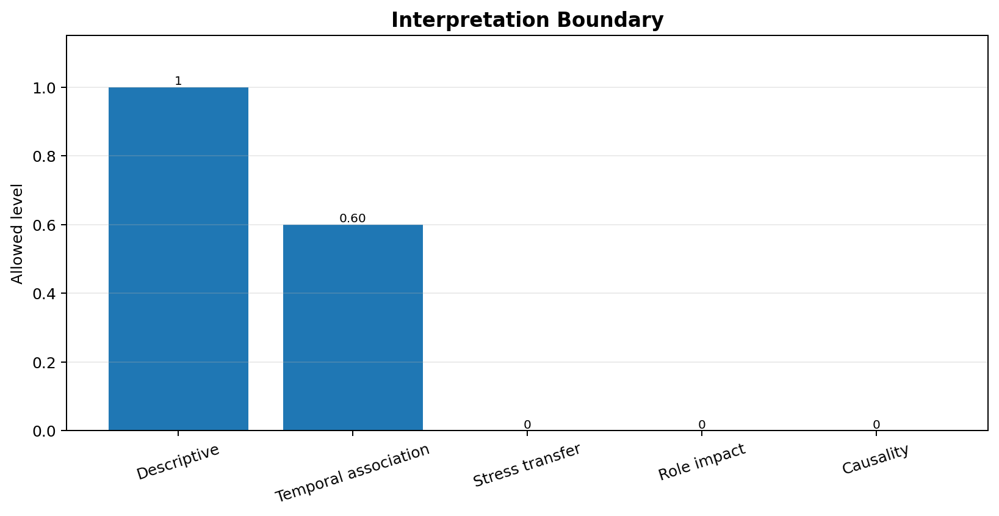 Interpretation Boundary
Allowed level
1.0
0.8
0.6
0.4
0.2
0.0
1
0.60
0
0
0
Descriptive
Temporal association
Stress transfer
Role impact
Causality